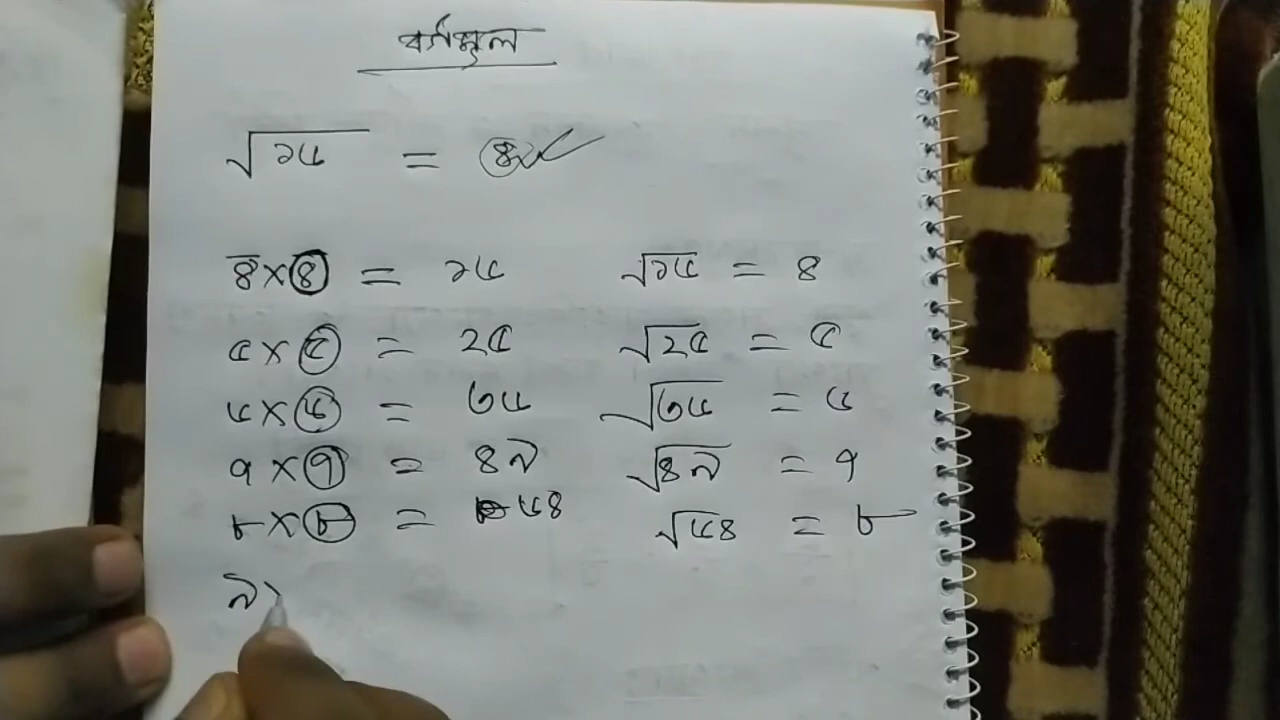 বর্গমূল
√১৬ = ৪
৪×৪ = ১৬ √১৬ = ৪
৫×৫ = ২৫ √২৫ = ৫
৬×৬ = ৩৬ √৩৬ = ৬
৭×৭ = ৪৯ √৪৯ = ৭
৮×৮ = ৬৪ √৬৪ = ৮
৯×